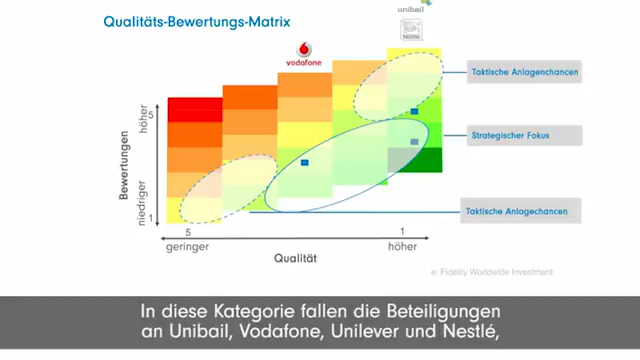 unibail
Qualitäts-Bewertungs-Matrix
NESTLÉ
vodafone
Taktische Anlagenchancen
Strategischer Fokus
Taktische Anlagechancen
Bewertungen
höher
niedriger
5
1
5
1
geringer
höher
Qualität
e: Fidelity Worldwide Investment
In diese Kategorie fallen die Beteiligungen
an Unibail, Vodafone, Unilever und Nestlé,